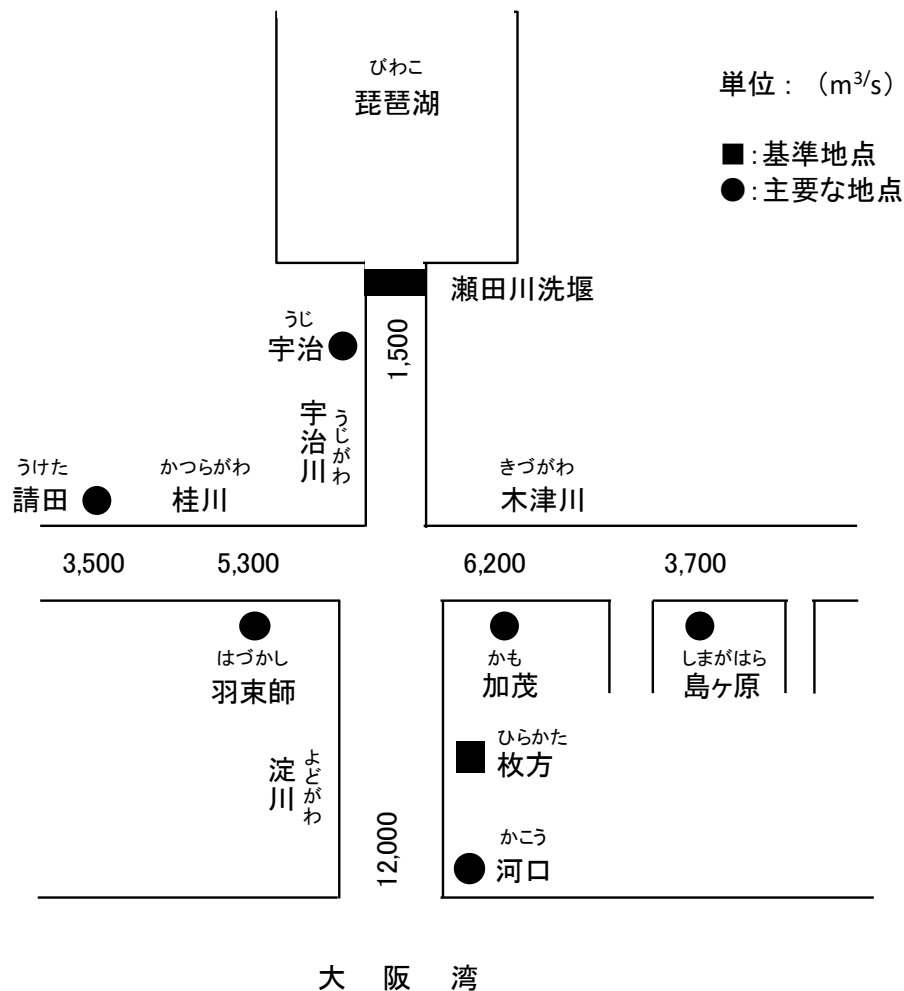 びわこ
琵琶湖
単位：（m³/s）
■：基準地点
●：主要な地点
瀬田川洗堰
うじ
宇治
1,500
宇治川
うじがわ
うけた
請田
かつらがわ
桂川
きづがわ
木津川
3,500
5,300
6,200
3,700
はづかし
羽束師
かも
加茂
しまがはら
島ヶ原
ひらかた
枚方
淀川
よどがわ
12,000
かこう
河口
大阪湾